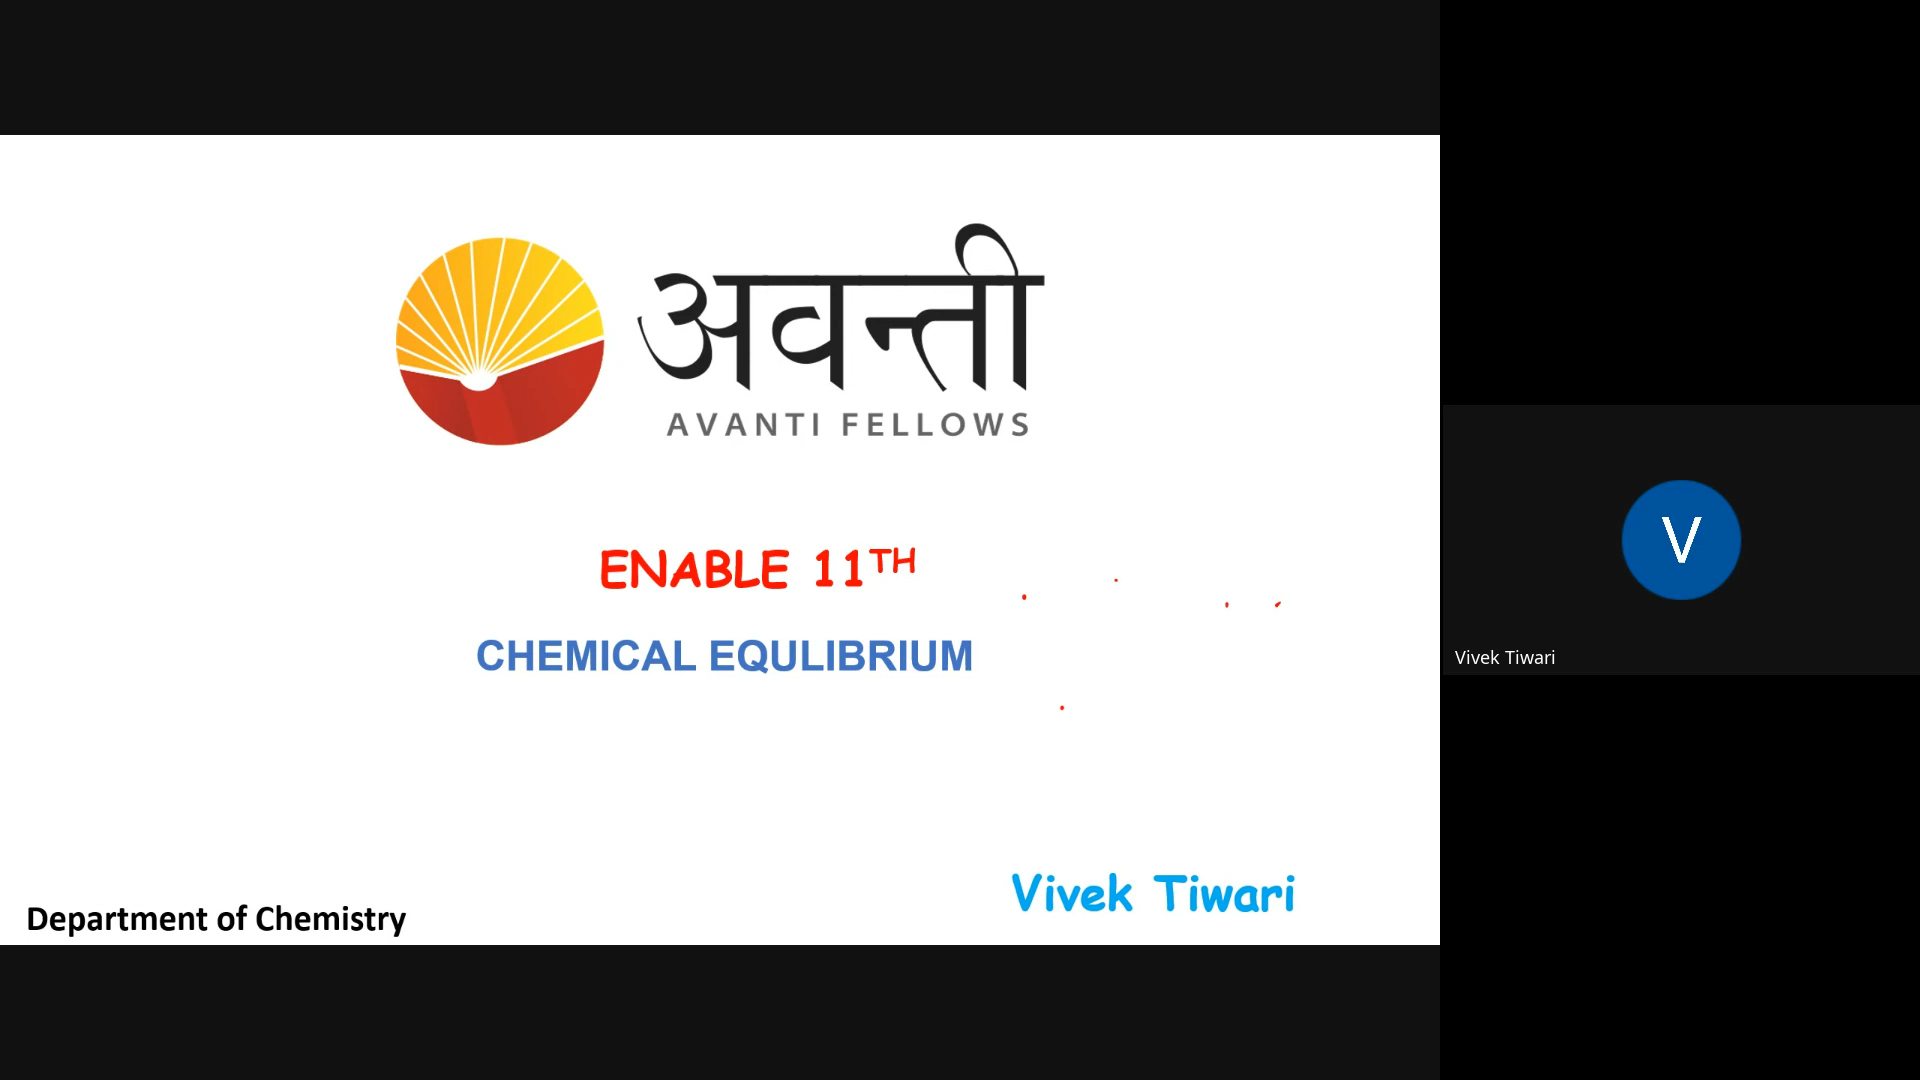 अवन्ती
AVANTI FELLOWS
ENABLE 11TH
CHEMICAL EQULIBRIUM
Vivek Tiwari
Department of Chemistry
V
Vivek Tiwari